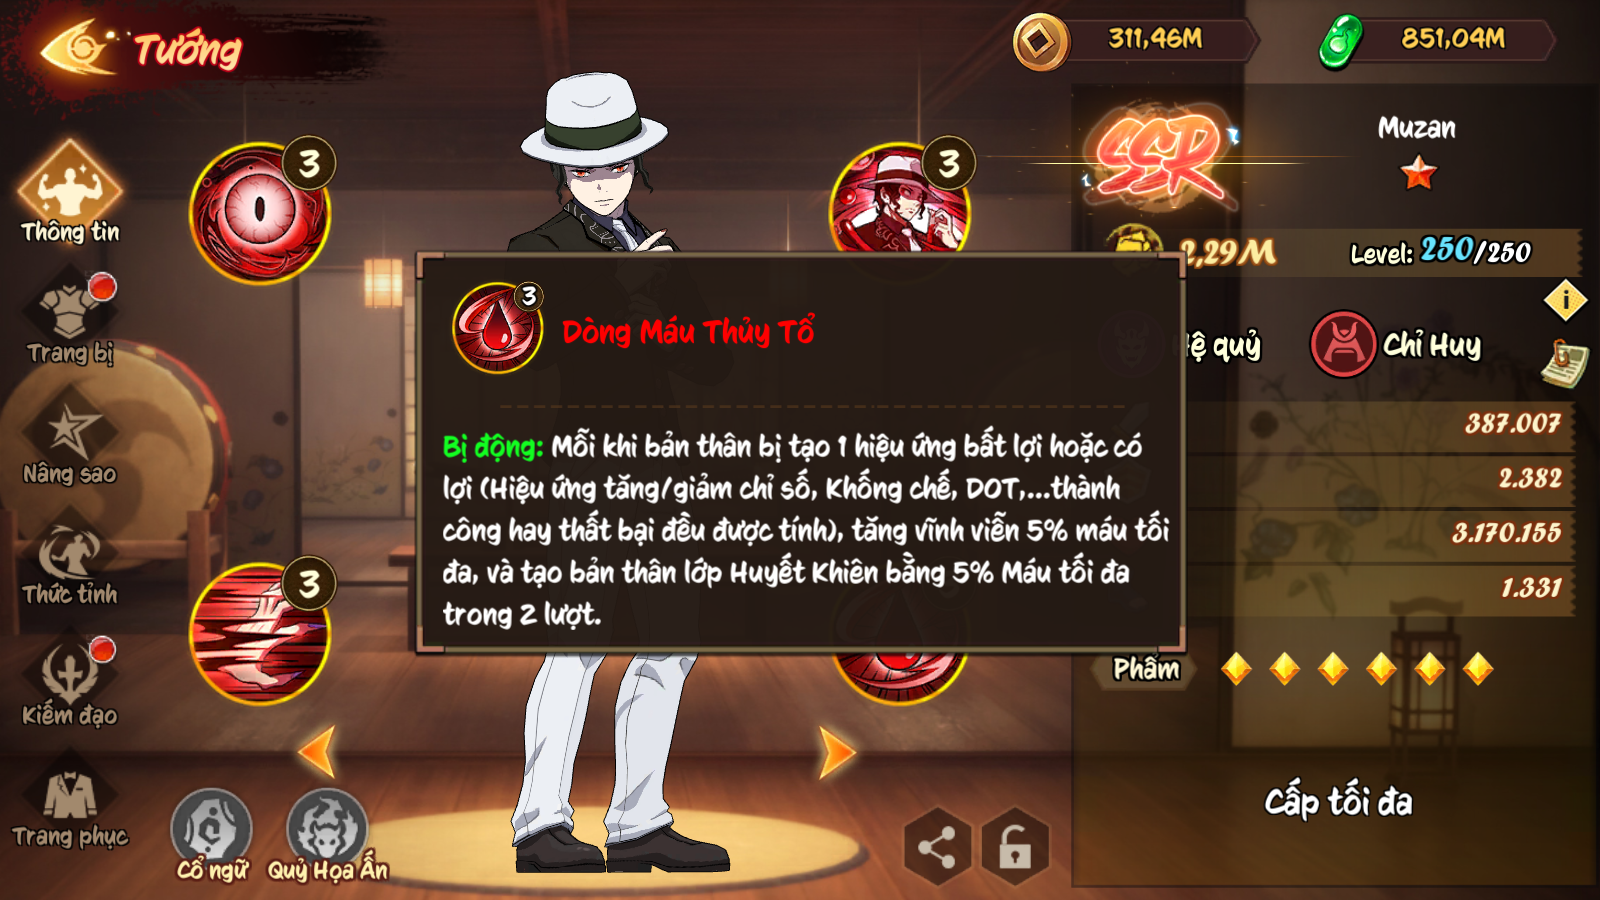 Tướng
311,46M
851,04M
Thông tin
3
3
SSR
Muzan
2,29M
Level: 250/250
Trang bị
3
Dòng Máu Thủy Tổ
ệ quỷ
Chỉ Huy
387.007
Bị động: Mỗi khi bản thân bị tạo 1 hiệu ứng bất lợi hoặc có
lợi (Hiệu ứng tăng/giảm chỉ số, Khống chế, DOT,...thành
công hay thất bại đều được tính), tăng vĩnh viễn 5% máu tối
đa, và tạo bản thân lớp Huyết Khiên bằng 5% Máu tối đa
trong 2 lượt.
Nâng sao
2.382
3.170.155
Thức tỉnh
3
1.331
Phẩm
Kiếm đạo
Cấp tối đa
Trang phục
Cổ ngữ
Quỷ Họa Ấn